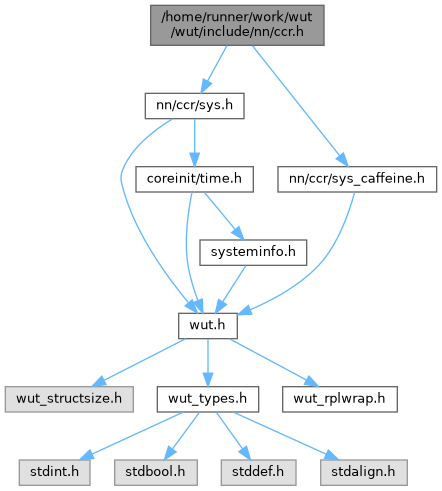 /home/runner/work/wut
/wut/include/nn/ccr.h
nn/ccr/sys.h
coreinit/time.h
nn/ccr/sys_caffeine.h
systeminfo.h
wut.h
wut_structsize.h
wut_types.h
wut_rplwrap.h
stdint.h
stdbool.h
stddef.h
stdalign.h